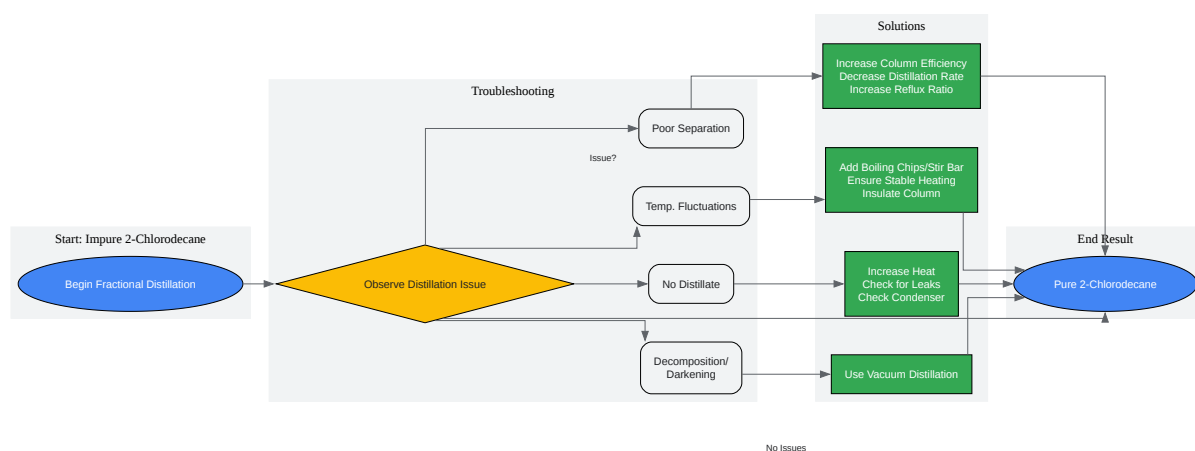 Solutions
Increase Column Efficiency
Decrease Distillation Rate
Increase Reflux Ratio
Troubleshooting
Poor Separation
Issue?
Add Boiling Chips/Stir Bar
Ensure Stable Heating
Insulate Column
Temp. Fluctuations
Start: Impure 2-Chlorodecane
End Result
Begin Fractional Distillation
Observe Distillation Issue
No Distillate
Increase Heat
Check for Leaks
Check Condenser
Pure 2-Chlorodecane
Decomposition/
Darkening
Use Vacuum Distillation
No Issues